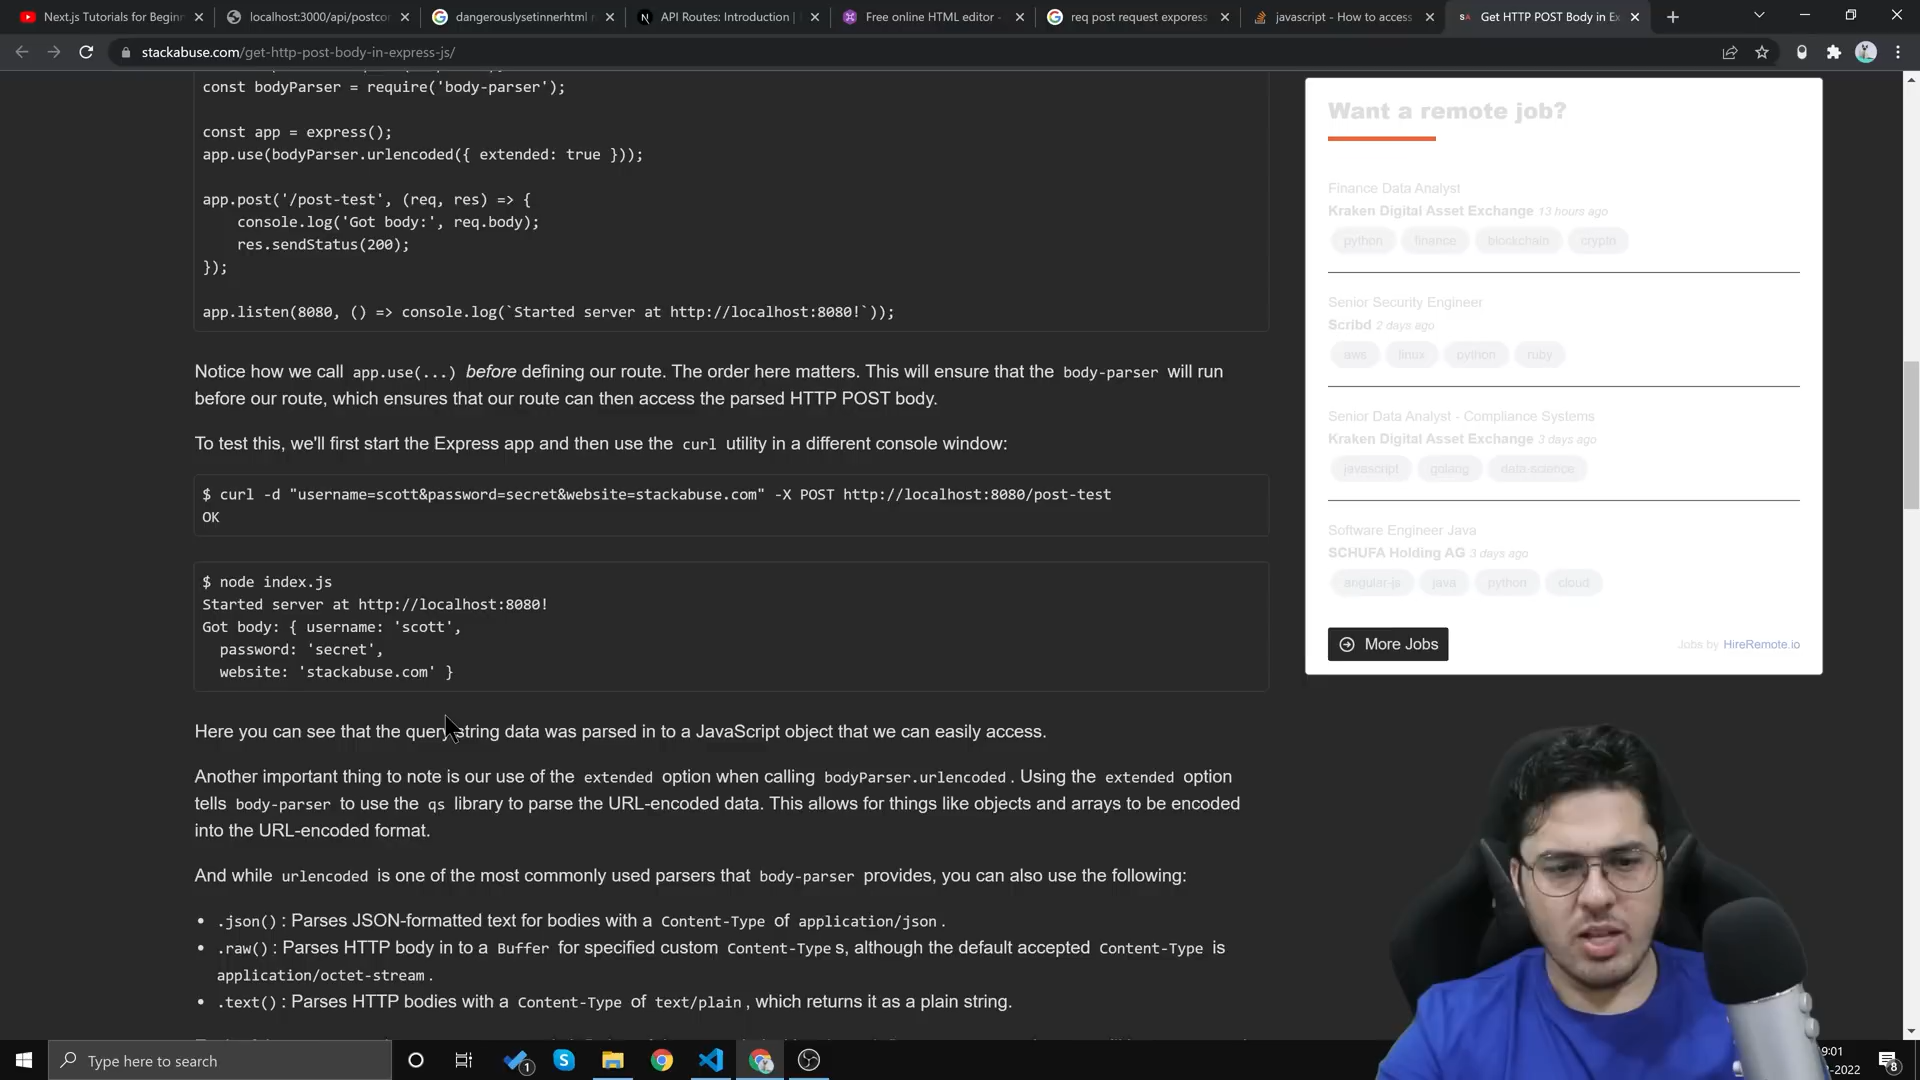 Next.js Tutorials for Beginn
localhost:3000/api/postcon
dangerouslysetinnerhtml r
API Routes: Introduction |
Free online HTML editor -
req post request exporess
javascript - How to access
Get HTTP POST Body in Ex
stackabuse.com/get-http-post-body-in-express-js/
const bodyParser = require('body-parser');
const app = express();
app.use(bodyParser.urlencoded({ extended: true }));
app.post('/post-test', (req, res) => {
console.log('Got body:', req.body);
res.sendStatus(200);
});
app.listen(8080, () => console.log(`Started server at http://localhost:8080!`));
Notice how we call app.use(...) before defining our route. The order here matters. This will ensure that the body-parser will run
before our route, which ensures that our route can then access the parsed HTTP POST body.
To test this, we'll first start the Express app and then use the curl utility in a different console window:
$ curl -d "username=scott&password=secret&website=stackabuse.com" -X POST http://localhost:8080/post-test
OK
$ node index.js
Started server at http://localhost:8080!
Got body: { username: 'scott',
password: 'secret',
website: 'stackabuse.com' }
Here you can see that the query string data was parsed in to a JavaScript object that we can easily access.
Another important thing to note is our use of the extended option when calling bodyParser.urlencoded. Using the extended option
tells body-parser to use the qs library to parse the URL-encoded data. This allows for things like objects and arrays to be encoded
into the URL-encoded format.
And while urlencoded is one of the most commonly used parsers that body-parser provides, you can also use the following:
• .json(): Parses JSON-formatted text for bodies with a Content-Type of application/json.
• .raw(): Parses HTTP body in to a Buffer for specified custom Content-Types, although the default accepted Content-Type is
application/octet-stream.
• .text(): Parses HTTP bodies with a Content-Type of text/plain, which returns it as a plain string.
Want a remote job?
Finance Data Analyst
Kraken Digital Asset Exchange 13 hours ago
python finance blockchain crypto
Senior Security Engineer
Scribd 2 days ago
aws linux python ruby
Senior Data Analyst - Compliance Systems
Kraken Digital Asset Exchange 3 days ago
javascript golang data-science
Software Engineer Java
SCHUFA Holding AG 3 days ago
angular-js java python cloud
More Jobs
Jobs by HireRemote.io
Type here to search
1
9:01
-2022
8